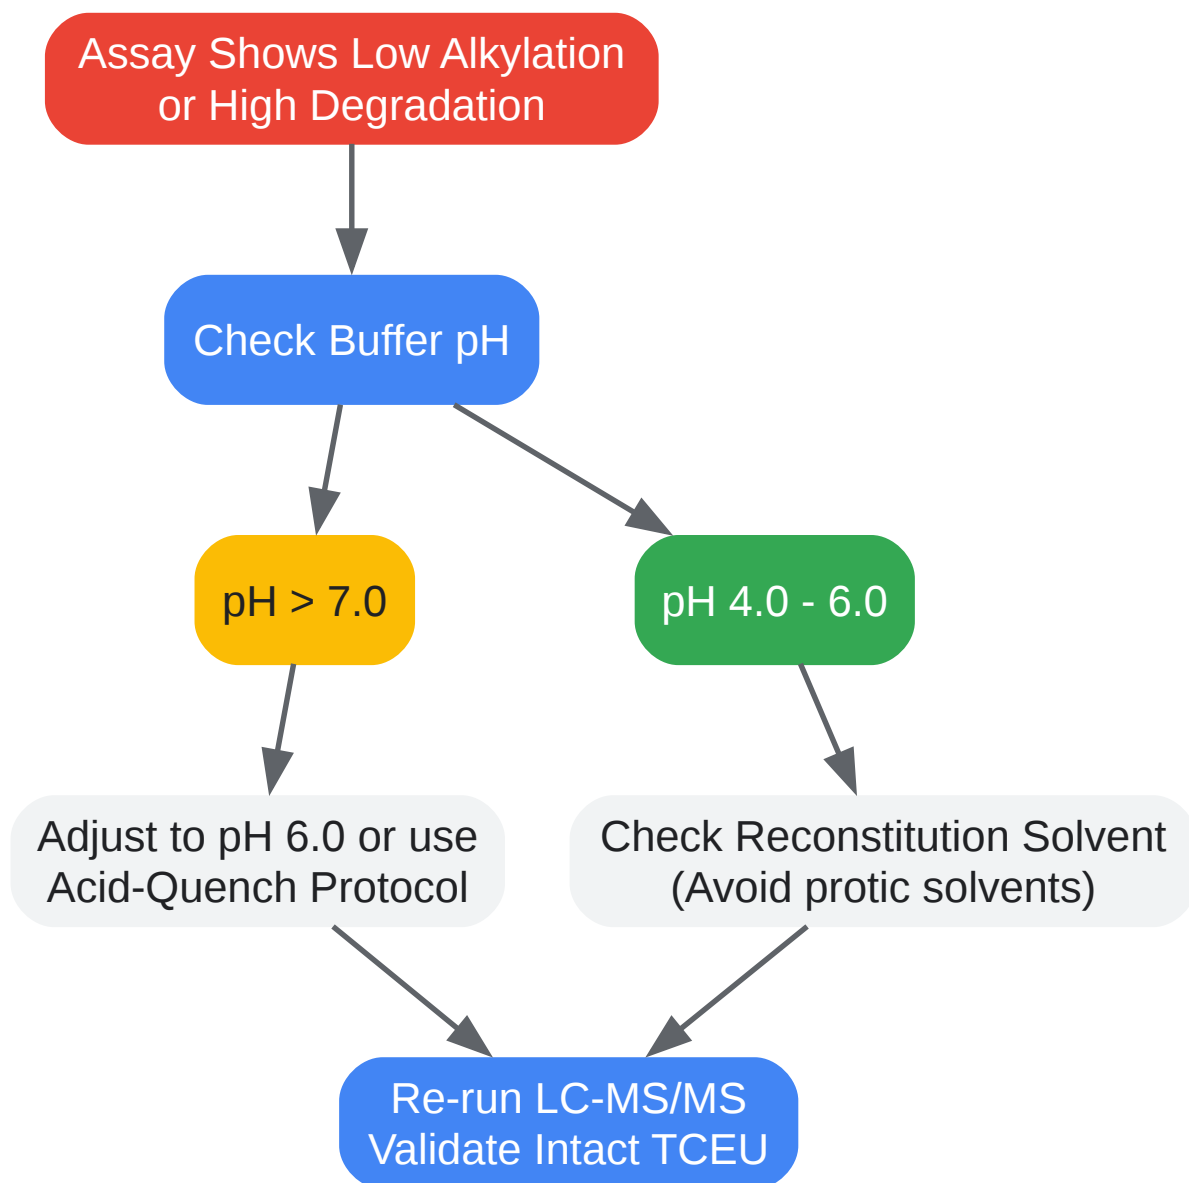 Assay Shows Low Alkylation
or High Degradation
Check Buffer pH
pH > 7.0
pH 4.0 - 6.0
Adjust to pH 6.0 or use
Acid-Quench Protocol
Check Reconstitution Solvent
(Avoid protic solvents)
Re-run LC-MS/MS
Validate Intact TCEU